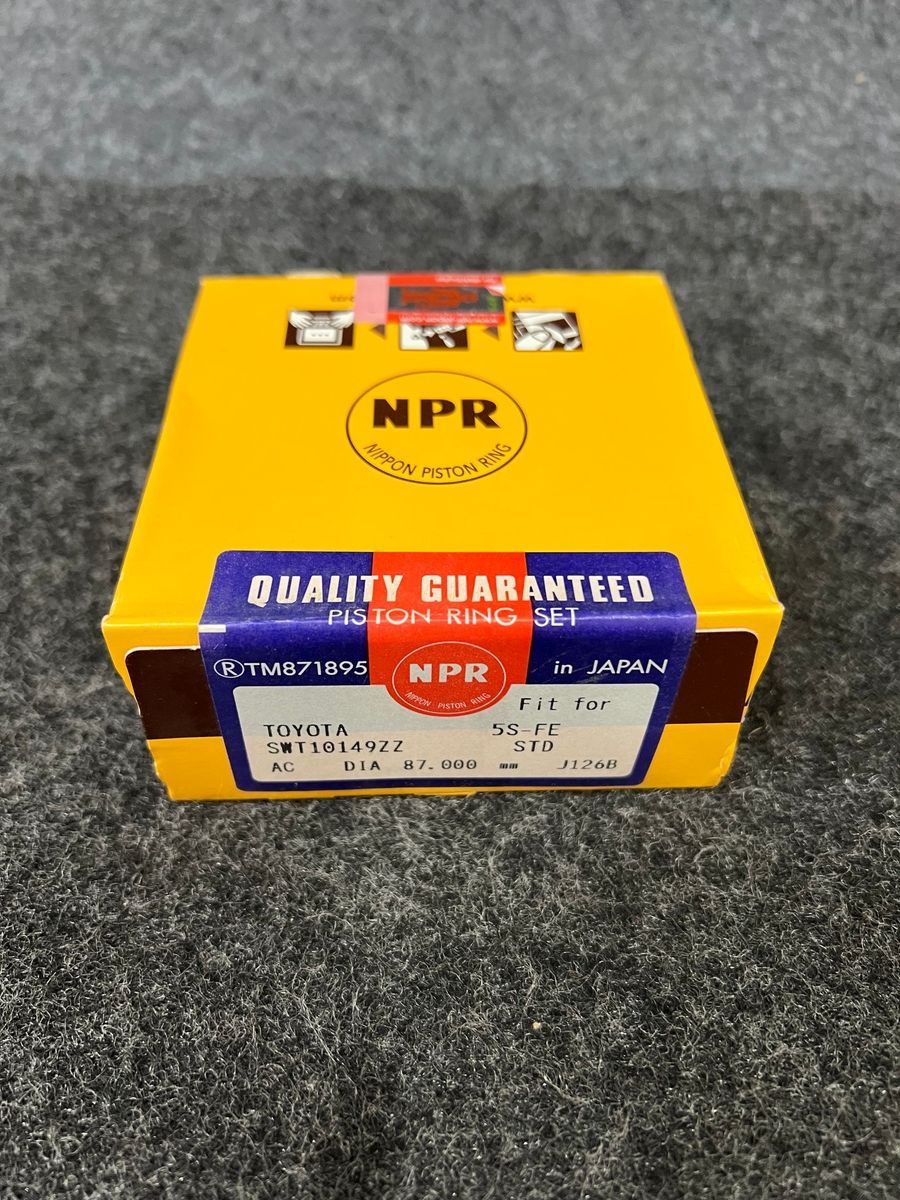 NPR
NIPPON PISTON RING
QUALITY GUARANTEED
PISTON RING SET
®TM871895
NPR
NIPPON PISTON RING
in JAPAN
Fit for
TOYOTA 5S-FE
SWT10149ZZ STD
AC DIA 87.000 mm J126B